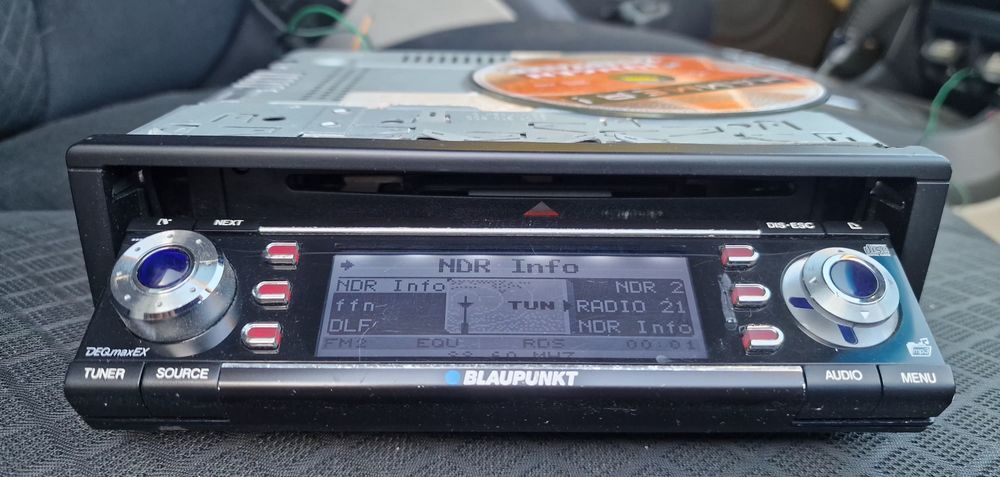 NEXT
DIS-ESC
NDR Info
NDR Info
NDR 2
ffn
TUN
RADIO 21
DLF
NDR Info
FM2 EQU RDS 00:01
DEQmaxEX
mp3
TUNER
SOURCE
BLAUPUNKT
AUDIO
MENU